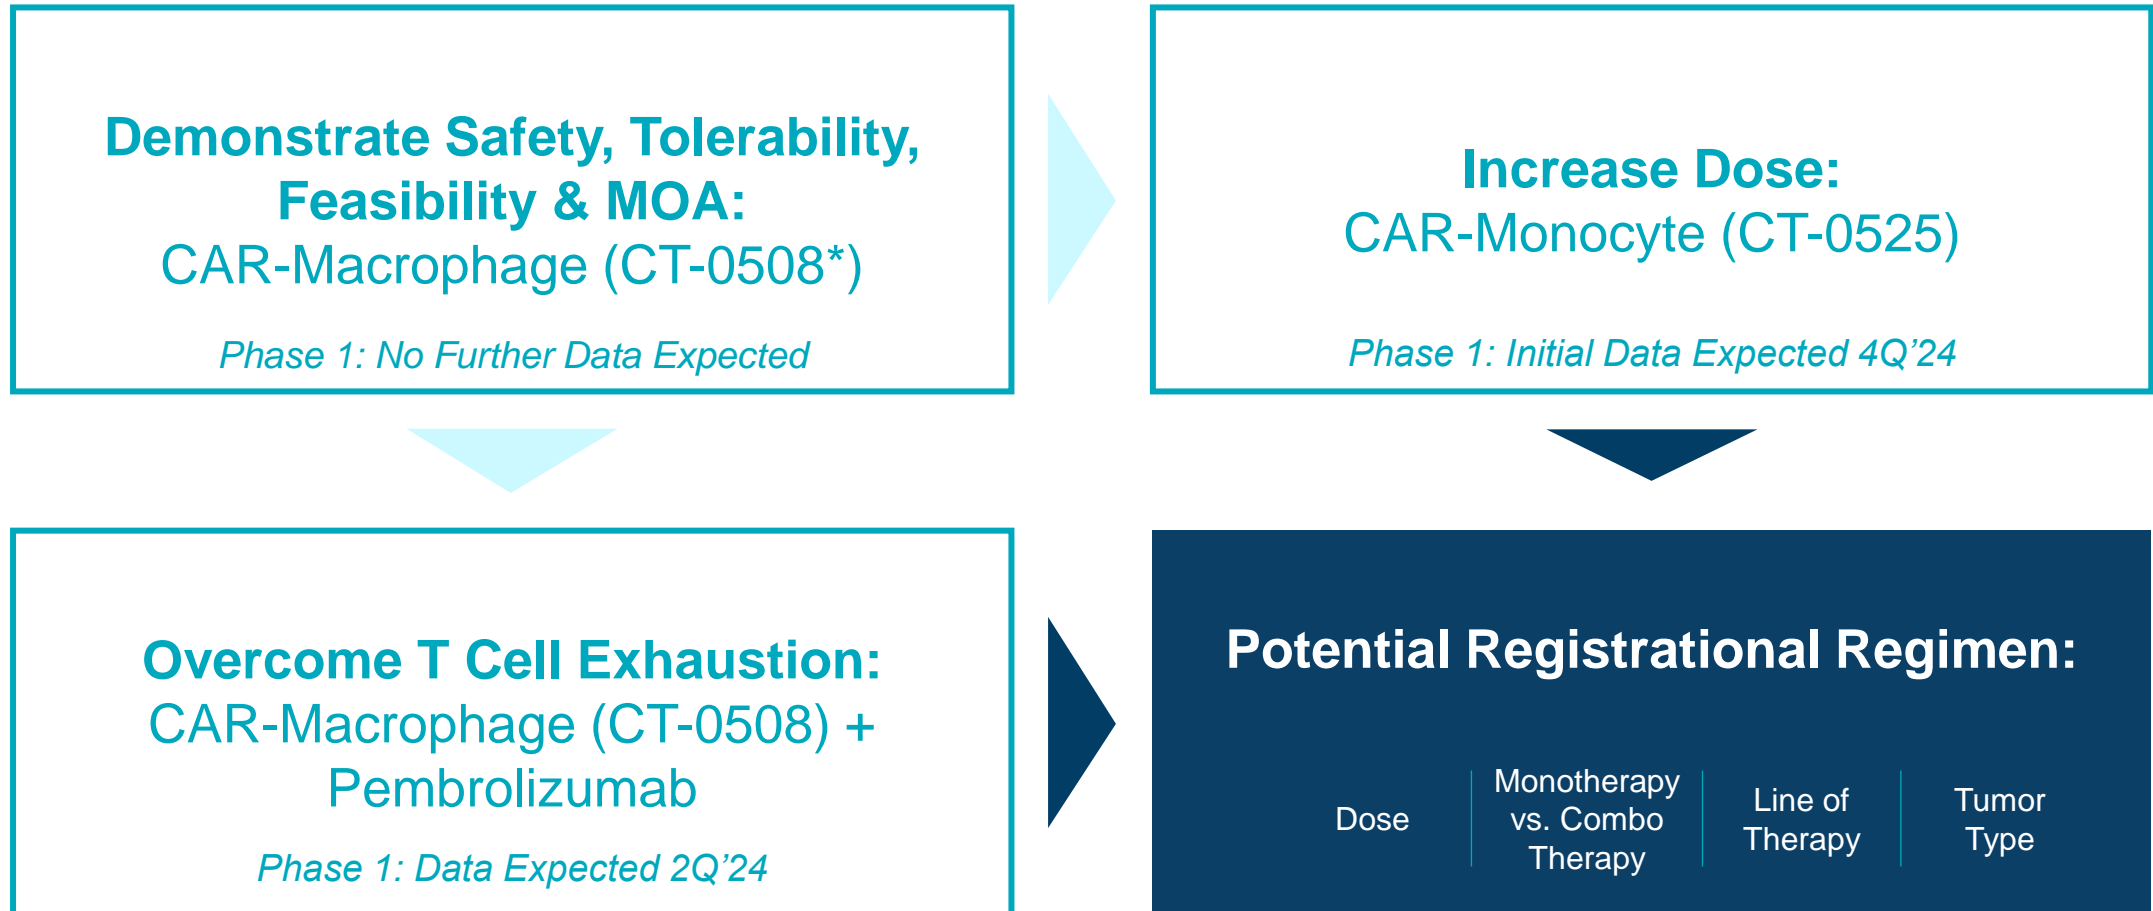 Demonstrate Safety, Tolerability,
Feasibility & MOA:
CAR-Macrophage (CT-0508*)
Phase 1: No Further Data Expected
Increase Dose:
CAR-Monocyte (CT-0525)
Phase 1: Initial Data Expected 4Q’24
Overcome T Cell Exhaustion:
CAR-Macrophage (CT-0508) +
Pembrolizumab
Phase 1: Data Expected 2Q’24
Potential Registrational Regimen:
Dose
Monotherapy
vs. Combo
Therapy
Line of
Therapy
Tumor
Type